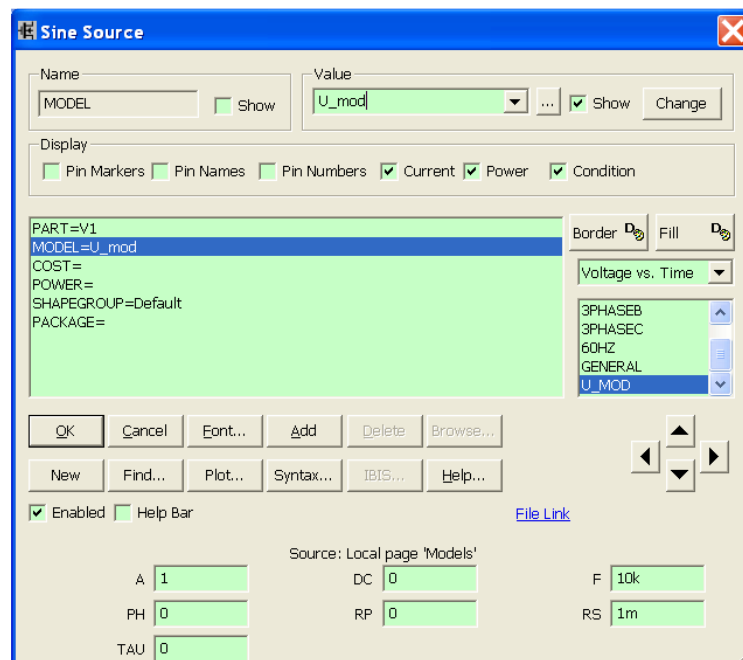 Sine Source
Name
Value
MODEL
Show
U_mod
...
Show
Change
Display
Pin Markers Pin Names Pin Numbers Current Power Condition
PART=V1
MODEL=U_mod
COST=
POWER=
SHAPEGROUP=Default
PACKAGE=
Border
Fill
Voltage vs. Time
3PHASEB
3PHASEC
60HZ
GENERAL
U_MOD
OK Cancel Font... Add Delete Browse...
New Find... Plot... Syntax... IBIS... Help...
Enabled Help Bar
File Link
Source: Local page 'Models'
A 1 DC 0 F 10k
PH 0 RP 0 RS 1m
TAU 0